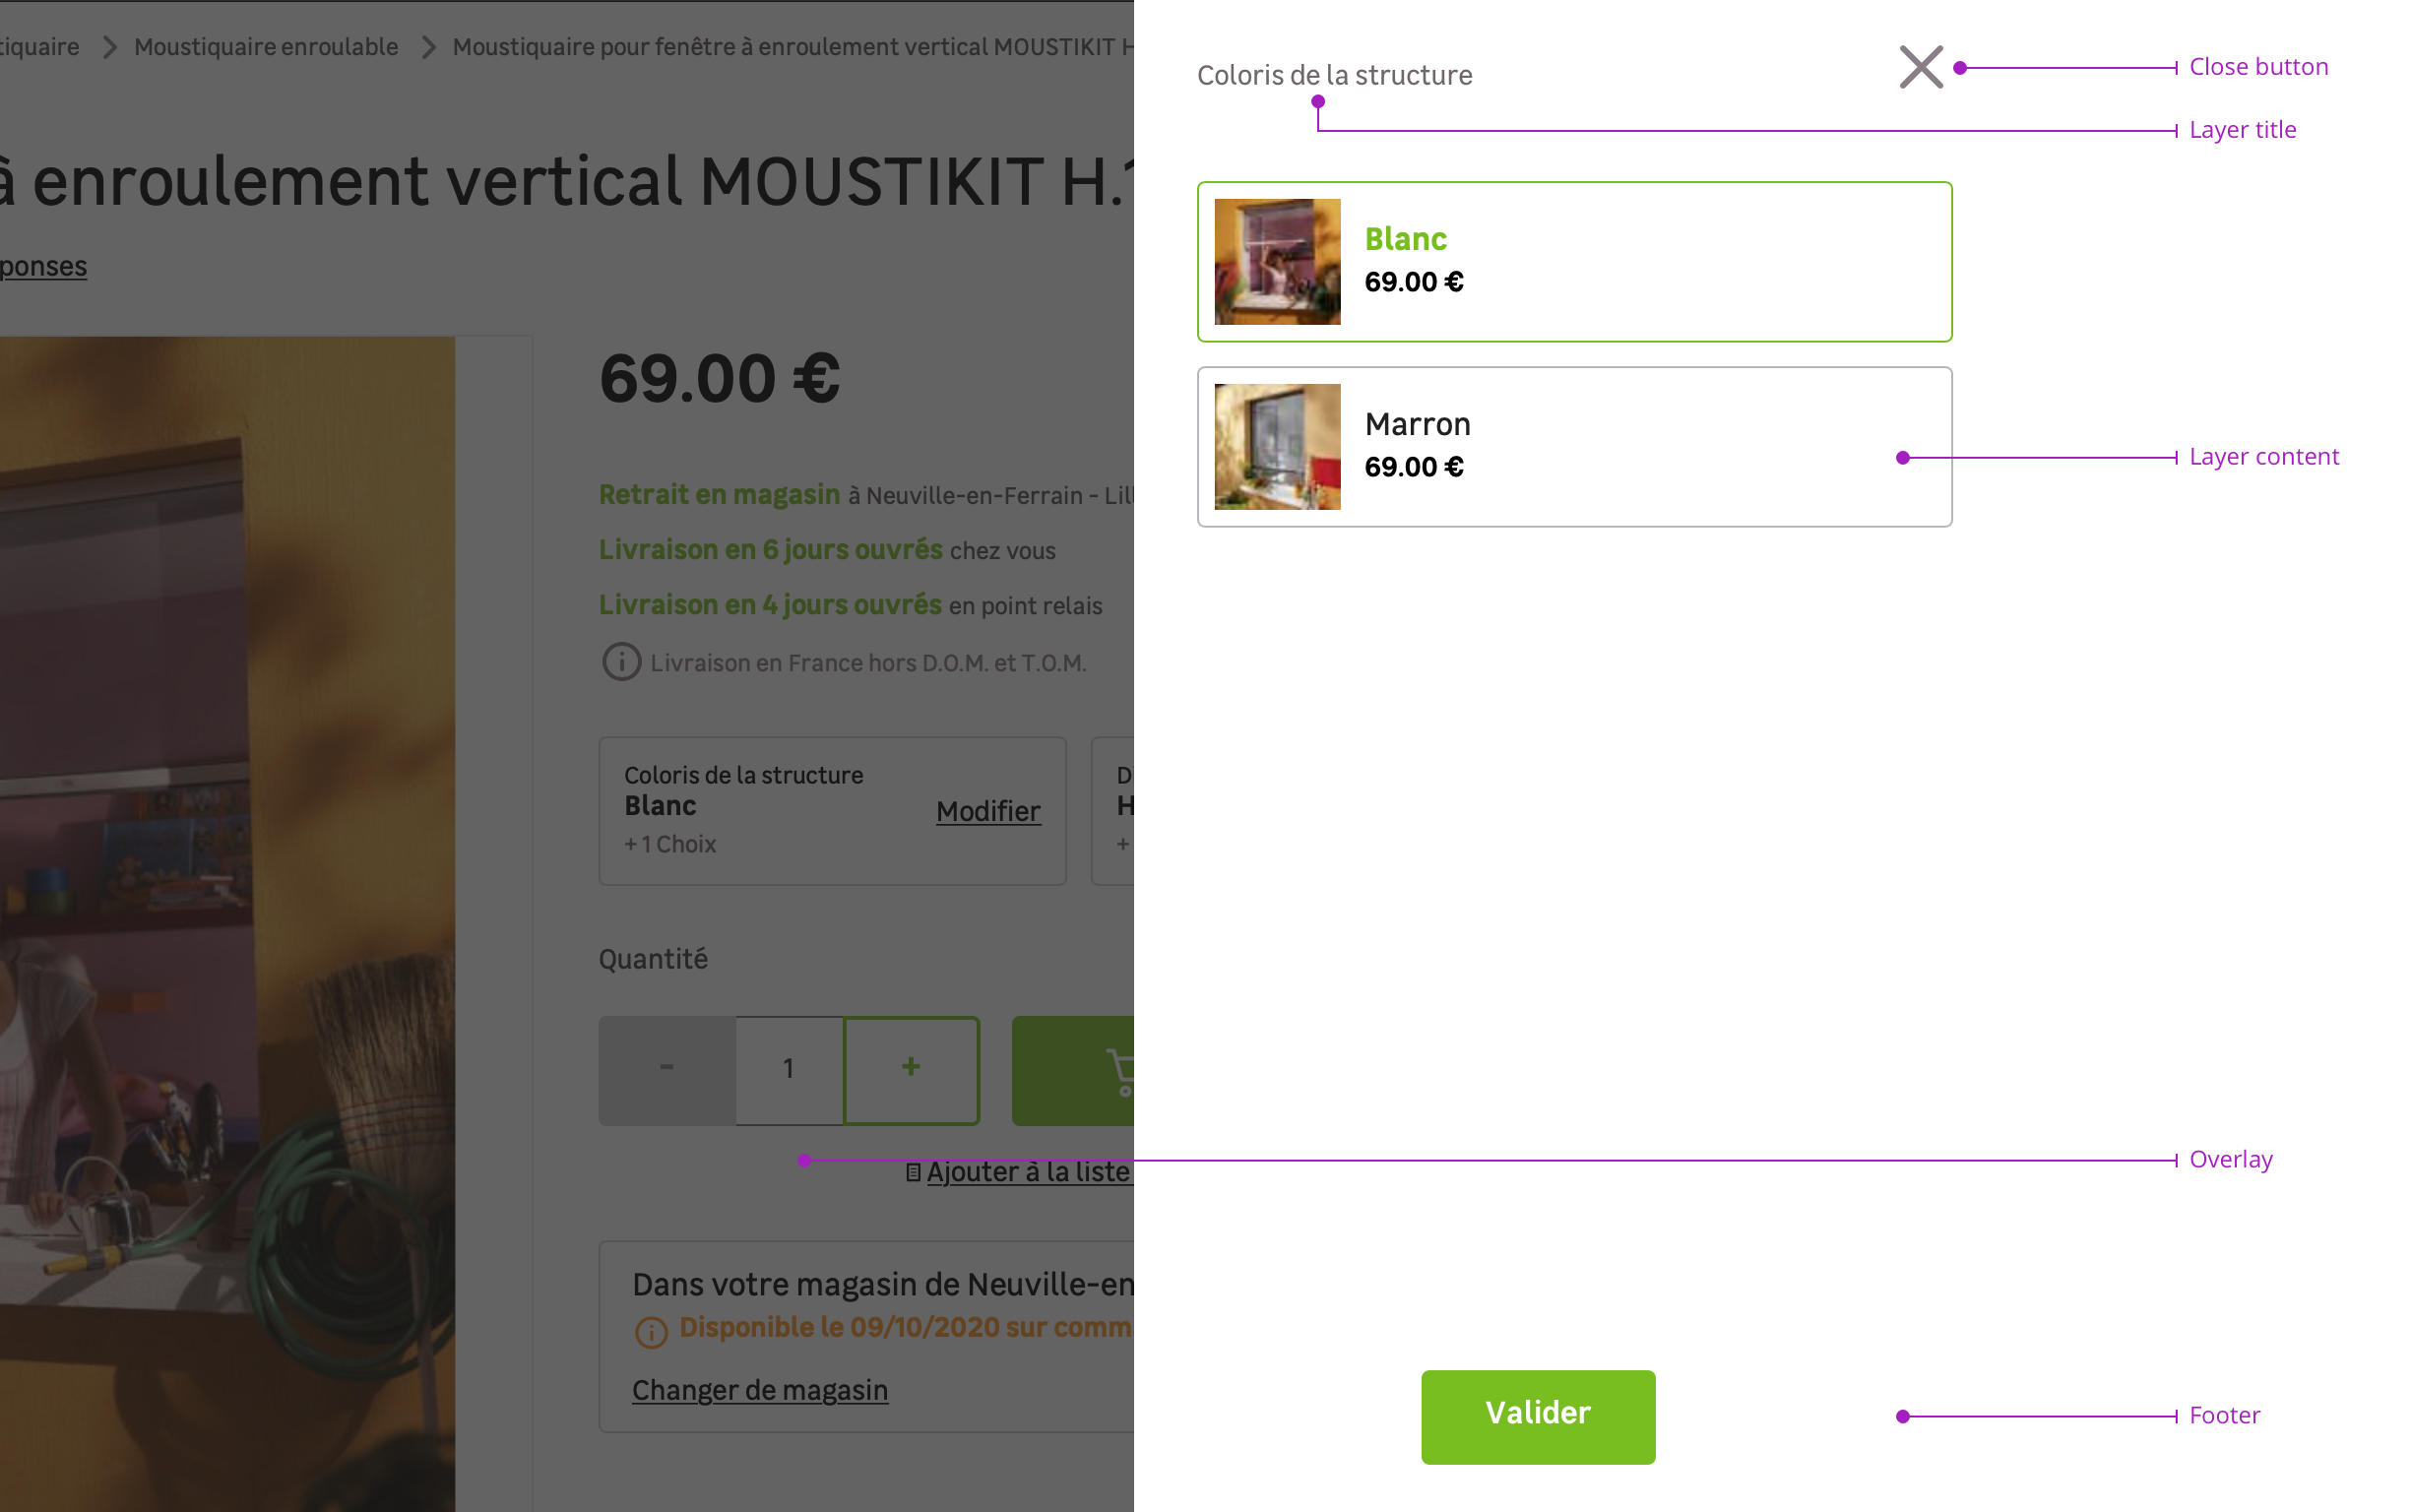 tiquaire > Moustiquaire enroulable > Moustiquaire pour fenêtre à enroulement vertical MOUSTIKIT H
à enroulement vertical MOUSTIKIT H.1
ponses
69.00 €
Retrait en magasin à Neuville-en-Ferrain - Lill
Livraison en 6 jours ouvrés chez vous
Livraison en 4 jours ouvrés en point relais
Livraison en France hors D.O.M. et T.O.M.
Coloris de la structure
Blanc
+ 1 Choix
Modifier
D
H
+
Quantité
- 1 +
Ajouter à la liste
Dans votre magasin de Neuville-en
Disponible le 09/10/2020 sur comm
Changer de magasin
Coloris de la structure
Close button
Layer title
Blanc
69.00 €
Marron
69.00 €
Layer content
Overlay
Valider
Footer